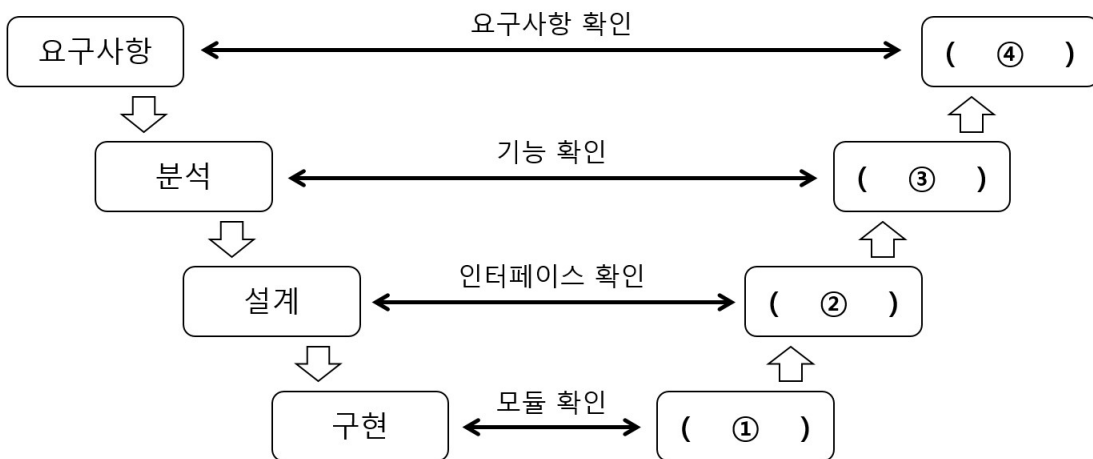 요구사항 확인
요구사항
( ④ )
기능 확인
분석
( ③ )
인터페이스 확인
설계
( ② )
모듈 확인
구현
( ① )